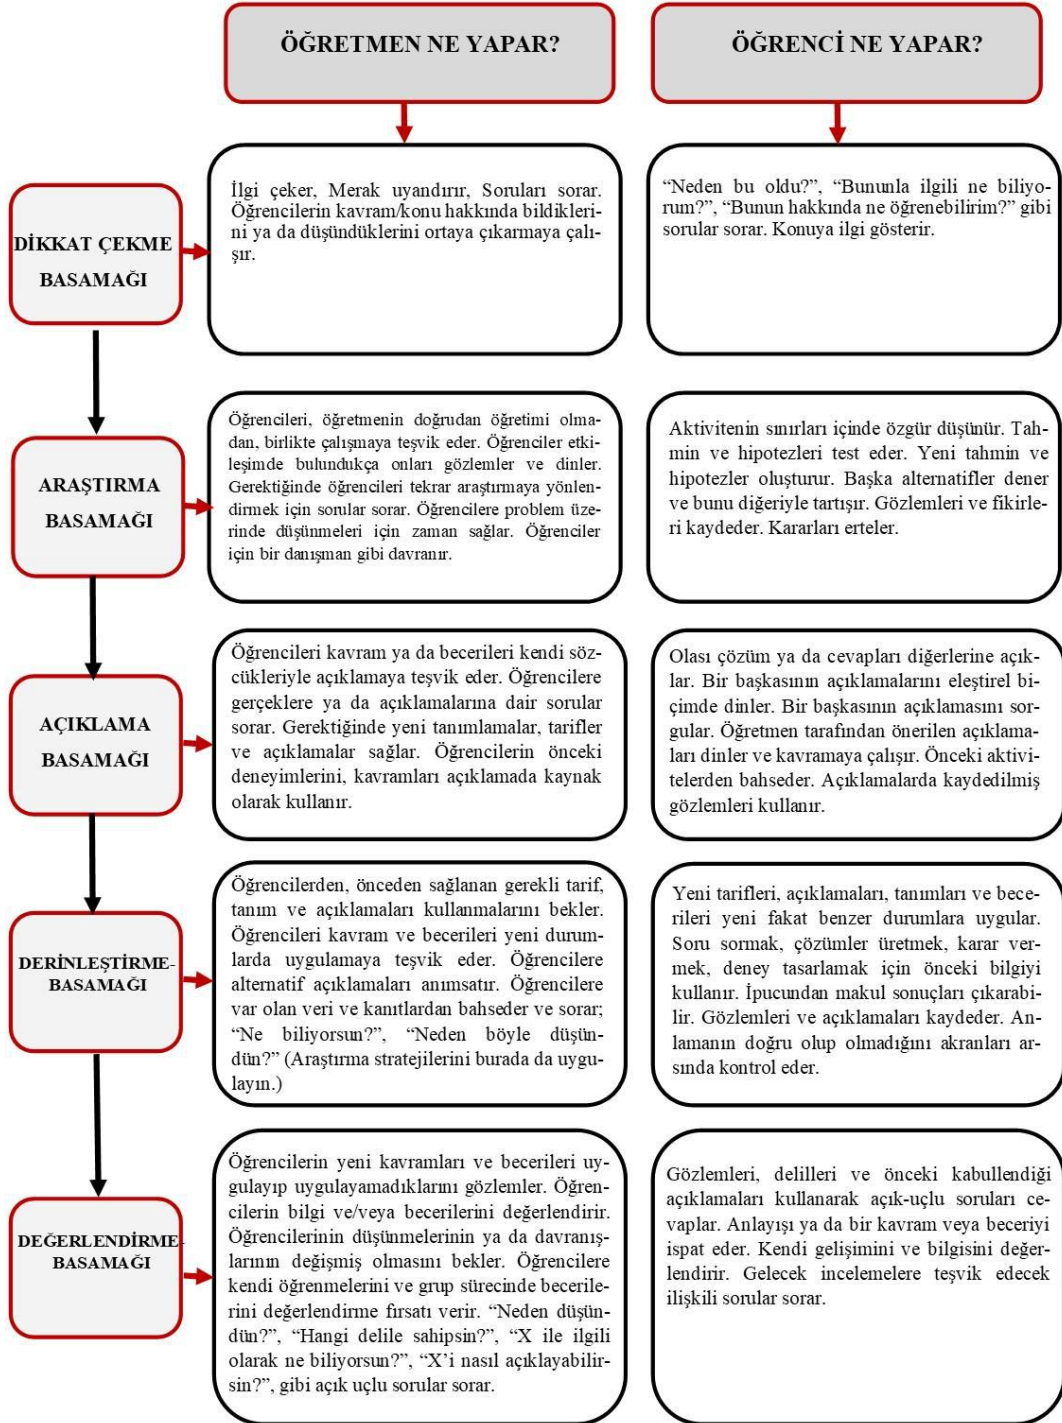 ÖĞRETMEN NE YAPAR?
ÖĞRENCİ NE YAPAR?
DİKKAT ÇEKME
BASAMAĞI
İlgi çeker, Merak uyandırır, Soruları sorar.
Öğrencilerin kavram/konu hakkında bildikleri-
ni ya da düşündüklerini ortaya çıkarmaya çalı-
şır.
“Neden bu oldu?”, “Bununla ilgili ne biliyo-
rum?”, “Bunun hakkında ne öğrenebilirim?” gibi
sorular sorar. Konuya ilgi gösterir.
ARAŞTIRMA
BASAMAĞI
Öğrencileri, öğretmenin doğrudan öğretimi olma-
dan, birlikte çalışmaya teşvik eder. Öğrenciler etki-
leşimde bulundukça onları gözlemler ve dinler.
Gerektiğinde öğrencileri tekrar araştırmaya yönlen-
dirmek için sorular sorar. Öğrencilere problem üze-
rinde düşünmeleri için zaman sağlar. Öğrenciler
için bir danışman gibi davranır.
Aktivitenin sınırları içinde özgür düşünür. Tah-
min ve hipotezleri test eder. Yeni tahmin ve
hipotezler oluşturur. Başka alternatifler dener
ve bunu diğeriyle tartışır. Gözlemleri ve fikirle-
ri kaydeder. Kararları erteler.
AÇIKLAMA
BASAMAĞI
Öğrencileri kavram ya da becerileri kendi söz-
cükleriyle açıklamaya teşvik eder. Öğrencilere
gerçeklere ya da açıklamalarına dair sorular
sorar. Gerektiğinde yeni tanımlamalar, tarifler
ve açıklamalar sağlar. Öğrencilerin önceki
deneyimlerini, kavramları açıklamada kaynak
olarak kullanır.
Olası çözüm ya da cevapları diğerlerine açık-
lar. Bir başkasının açıklamalarını eleştirel bi-
çimde dinler. Bir başkasının açıklamasını sor-
gular. Öğretmen tarafından önerilen açıklama-
ları dinler ve kavramaya çalışır. Önceki aktivi-
telerden bahseder. Açıklamalarda kaydedilmiş
gözlemleri kullanır.
DERİNLEŞTİRME-
BASAMAĞI
Öğrencilerden, önceden sağlanan gerekli tarif,
tanım ve açıklamaları kullanmalarını bekler.
Öğrencileri kavram ve becerileri yeni durum-
larda uygulamaya teşvik eder. Öğrencilere
alternatif açıklamaları anımsatır. Öğrencilere
var olan veri ve kanıtlardan bahseder ve sorar;
“Ne biliyorsun?”, “Neden böyle düşün-
dün?” (Araştırma stratejilerini burada da uygu-
layın.)
Yeni tarifleri, açıklamaları, tanımları ve bece-
rileri yeni fakat benzer durumlara uygular.
Soru sormak, çözümler üretmek, karar ver-
mek, deney tasarlamak için önceki bilgiyi
kullanır. İpucundan makul sonuçları çıkarabi-
lir. Gözlemleri ve açıklamaları kaydeder. An-
lamanın doğru olup olmadığını akranları ar-
sında kontrol eder.
DEĞERLENDİRME-
BASAMAĞI
Öğrencilerin yeni kavramları ve becerileri uy-
gulayıp uygulayamadıklarını gözlemler. Öğren-
cilerin bilgi ve/veya becerilerini değerlendirir.
Öğrencilerinin düşünmelerinin ya da davranış-
larının değişmiş olmasını bekler. Öğrencilere
kendi öğrenmelerini ve grup sürecinde becerile-
rini değerlendirme fırsatı verir. “Neden düşün-
dün?”, “Hangi delile sahipsin?”, “X ile ilgili
olarak ne biliyorsun?”, “X’i nasıl açıklayabilir-
sin?”, gibi açık uçlu sorular sorar.
Gözlemleri, delilleri ve önceki kabullendiği
açıklamaları kullanarak açık-uçlu soruları ce-
vaplar. Anlayışı ya da bir kavram veya beceriyi
ispat eder. Kendi gelişimini ve bilgisini değer-
lendirir. Gelecek incelemelere teşvik edecek
ilişkili sorular sorar.